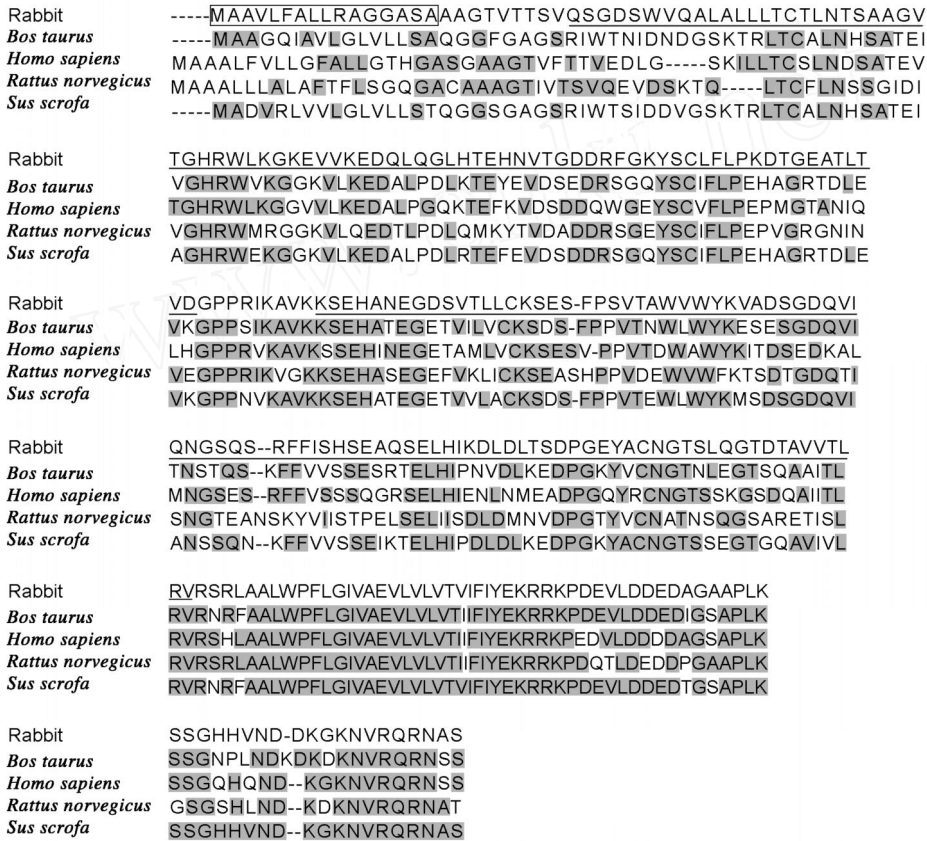 Rabbit -----MAAVLFALLRAGGASAAAGTVTTSVQSGDSWVQALALLLTCTLNTSAAGV
Bos taurus -----MAAGQIAVLGLVLLSAQGGFGAGSRIWTNIDNDGSKTRLTCALNHSATEI
Homo sapiens MAAALFVLLGFALLGTHGASGAAGTVFTTVEDLG-----SKILLTCSLNDSATEV
Rattus norvegicus MAAALLLALAFTFLSGQGACAAAGTIVTSVQEVDSKTQ-----LTCFLNSSGIDI
Sus scrofa -----MADVRLVVLGVLLSTQGGSGAGSRIWTSIDDVGSKTRLTCALNHSATEI
Rabbit TGHRWLKGKEVVKEDQLQGLHTEHNVTGDDRFGKYSCLFLPKDTGEATLT
Bos taurus VGHRWVKGGKVLKEDALPDLKTEYEVDSEDRSGQYSCIFLPEHAGRTDLE
Homo sapiens TGHRWLKGGVVLKEDALPGQKTEFKVDSDDQWGEYSCVFLPEPMGTANIQ
Rattus norvegicus VGHRWMRGGKVLQEDTLPDLQMKYTVDADDRSGEYSCIFLPEPVGRGNIN
Sus scrofa AGHRWEKGGKVLKEDALPDLRTEFEVDSDDRSGQYSCIFLPEHAGRTDLE
Rabbit VDGPPRIKAVKKSEHANEGDSVTLLCKSES-FPSVTAWVWYKVADSGDQVI
Bos taurus VKGPPSIKAVKKSEHATEGETVILVCKSDS-FPPVTNWLWYKESESGDQVI
Homo sapiens LHGPPRVKAVKSSEHINEGETAMLVCKSESV-PPVTDWAWYKITDSEDKAL
Rattus norvegicus VEGPPRIKVGKKSEHASEGEFVKLICKSEASHPPVDEWVWFKTSDTGDQTI
Sus scrofa VKGPPNVKAVKKSEHATEGETVVLACKSDS-FPPVTEWLWYKMSDSGDQVI
Rabbit QNGSQS--RFFISHSEAQSELHIKDLDLTSDPGEYACNGTSLQGTDTAVVTL
Bos taurus TNSTQS--KFFVVSSESRTELHIPNVDLKEDPGKYVCNGTNLEGTSQAAITL
Homo sapiens MNGSES--RFFVSSSQGRSELHIENLNMEADPGQYRCNGTSSKGSDQAIITL
Rattus norvegicus SNGTEANSKYVIISTPELSELIISDLDMNVDPGTYVCNATNSQGSARETISL
Sus scrofa ANSSQN--KFFVVSSEIKTELHIPDLDLKEDPGKYACNGTSSEGTGQAVIVL
Rabbit RVRSRLAALWPFLGIVAEVLVLVTVIFIYEKRRKPDEVLDDEDAGAAPLK
Bos taurus RVRNRFAALWPFLGIVAEVLVLVTIIFIYEKRRKPDEVLDDEDIGSAPLK
Homo sapiens RVRSHLAALWPFLGIVAEVLVLVTIIFIYEKRRKPEDVLDDDDAGSAPLK
Rattus norvegicus RVRSRLAALWPFLGIVAEVLVLVTIIFIYEKRRKPDQTLDEDDPGAAPLK
Sus scrofa RVRNRFAALWPFLGIVAEVLVLVTIIFIYEKRRKPDEVLDDEDTGSAPLK
Rabbit SSGHHVND-DKGKNVRQRNAS
Bos taurus SSGNPLNDKDKDKNVRQRNSS
Homo sapiens SSGQHQND--KGKNVRQRNSS
Rattus norvegicus GSGSHLND--KDKNVRQRNAT
Sus scrofa SSGHHVND--KGKNVRQRNAS